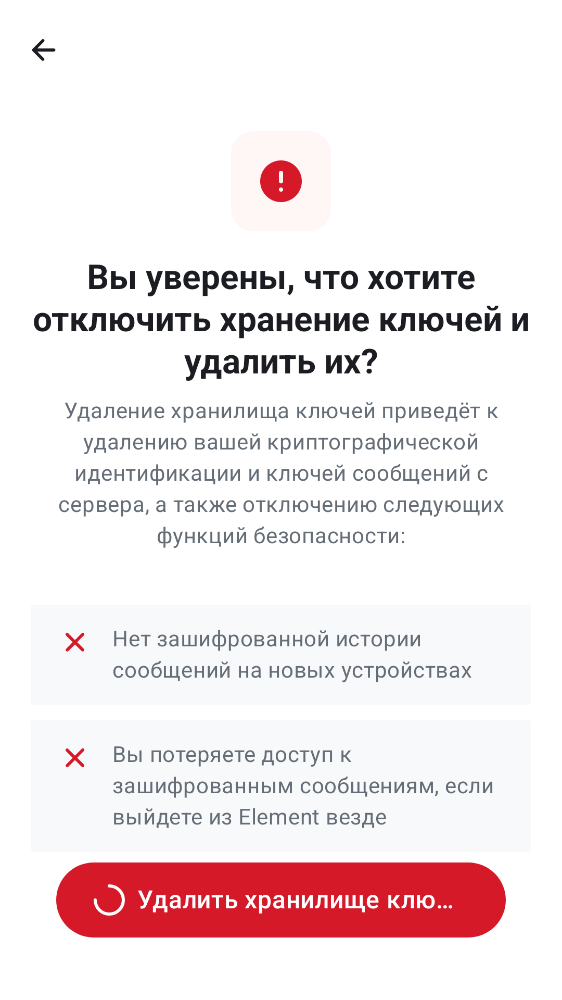 Вы уверены, что хотите
отключить хранение ключей и
удалить их?
Удаление хранилища ключей приведёт к
удалению вашей криптографической
идентификации и ключей сообщений с
сервера, а также отключению следующих
функций безопасности:
Нет зашифрованной истории
сообщений на новых устройствах
Вы потеряете доступ к
зашифрованным сообщениям, если
выйдете из Element везде
Удалить хранилище клю…